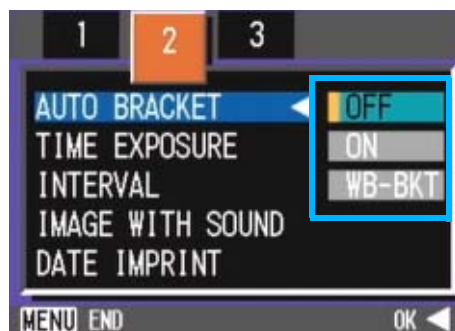 1 2 3
AUTO BRACKET OFF
TIME EXPOSURE ON
INTERVAL WB-BKT
IMAGE WITH SOUND
DATE IMPRINT
MENU END OK